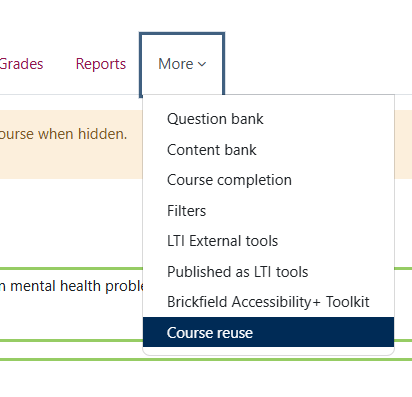 Grades Reports More
ourse when hidden.
Question bank
Content bank
Course completion
Filters
LTI External tools
n mental health proble
Published as LTI tools
Brickfield Accessibility+ Toolkit
Course reuse